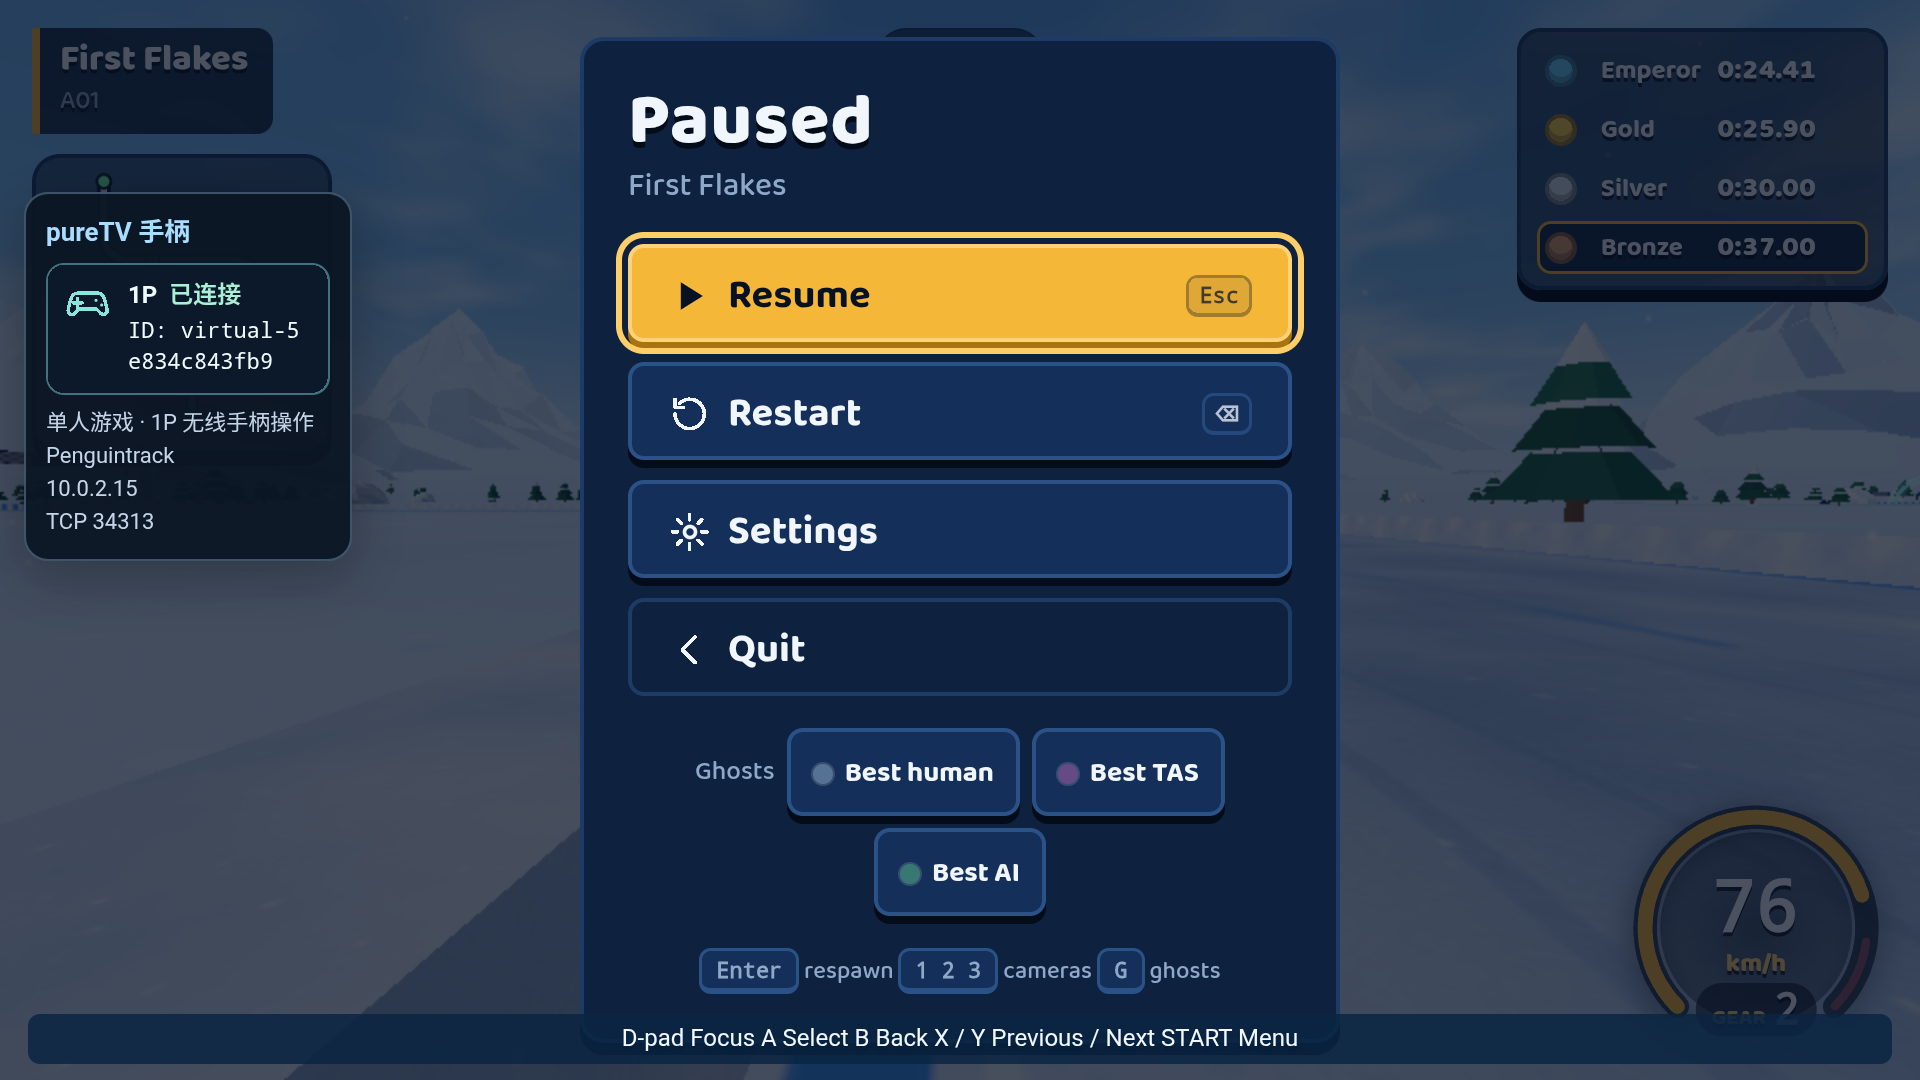 First Flakes
A01
pureTV 手柄
1P 已连接
ID: virtual-5
e834c843fb9
单人游戏 · 1P 无线手柄操作
Penguintrack
10.0.2.15
TCP 34313
Paused
First Flakes
Resume Esc
Restart
Settings
Quit
Ghosts Best human Best TAS
Best AI
Enter respawn 1 2 3 cameras G ghosts
D-pad Focus A Select B Back X / Y Previous / Next START Menu
Emperor 0:24.41
Gold 0:25.90
Silver 0:30.00
Bronze 0:37.00
76
km/h
GEAR 2